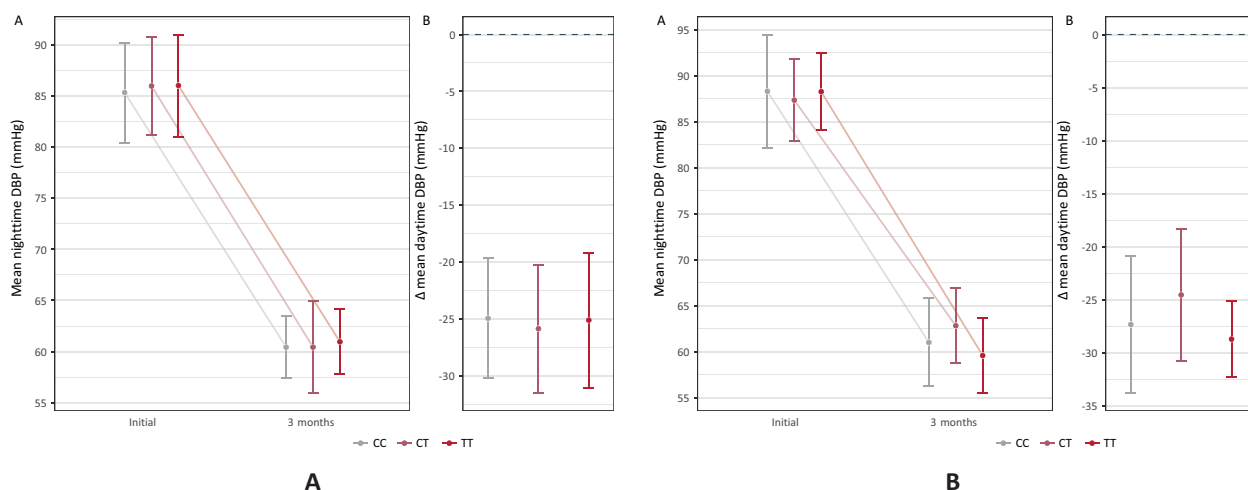 A
Mean nighttime DBP (mmHg)
90
85
80
75
70
65
60
55
Initial
3 months
B
Δ mean daytime DBP (mmHg)
0
-5
-10
-15
-20
-25
-30
CC CT TT
A
A
Mean nighttime DBP (mmHg)
95
90
85
80
75
70
65
60
55
Initial
3 months
B
Δ mean daytime DBP (mmHg)
0
-5
-10
-15
-20
-25
-30
-35
CC CT TT
B